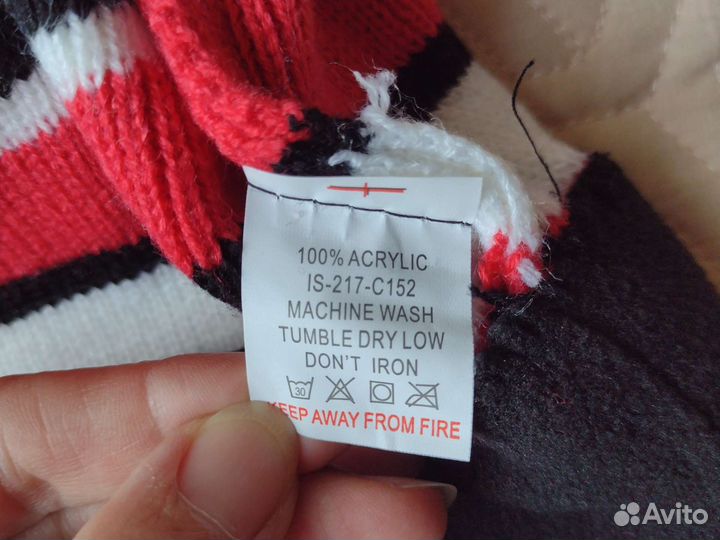 100% ACRYLIC
IS-217-C152
MACHINE WASH
TUMBLE DRY LOW
DON'T IRON
30
KEEP AWAY FROM FIRE
Avito